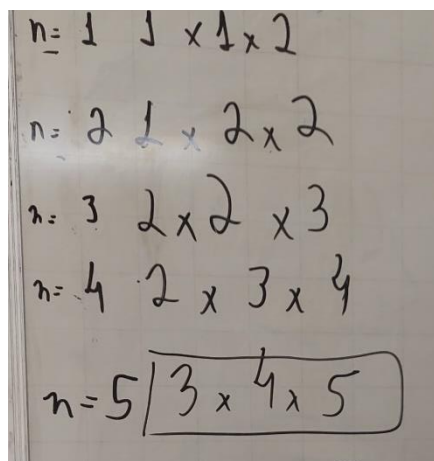 n= 1 1 x 1 x 2
n= 2 1 x 2 x 2
n= 3 2 x 2 x 3
n= 4 2 x 3 x 4
n = 5 3 x 4 x 5